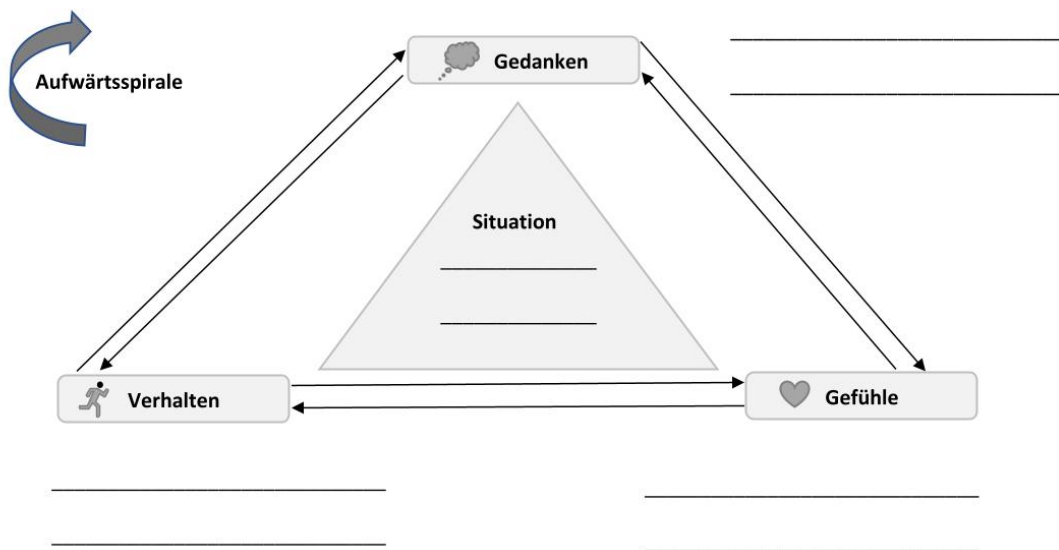 Gedanken
Aufwärtsspirale
Situation
Verhalten
Gefühle